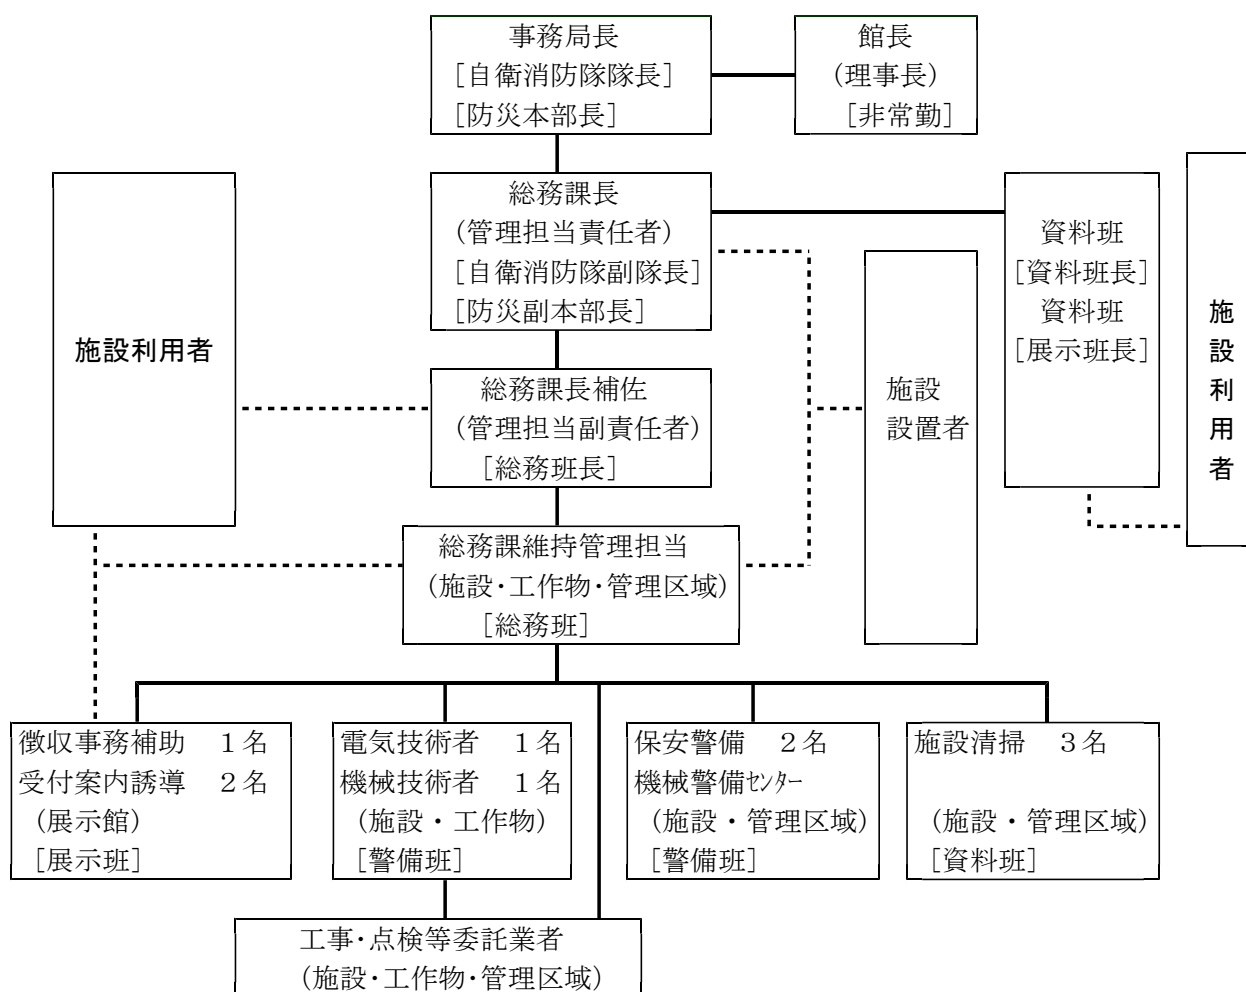 事務局長
[自衛消防隊隊長]
[防災本部長]
館長
(理事長)
[非常勤]
総務課長
(管理担当責任者)
[自衛消防隊副隊長]
[防災副本部長]
資料班
[資料班長]
資料班
[展示班長]
施設利用者
施設利用者
総務課長補佐
(管理担当副責任者)
[総務班長]
施設
設置者
総務課維持管理担当
(施設・工作物・管理区域)
[総務班]
徴収事務補助　1名
受付案内誘導　2名
(展示館)
[展示班]
電気技術者　1名
機械技術者　1名
(施設・工作物)
[警備班]
保安警備　2名
機械警備ｾﾝﾀｰ
(施設・管理区域)
[警備班]
施設清掃　3名
(施設・管理区域)
[資料班]
工事・点検等委託業者
(施設・工作物・管理区域)